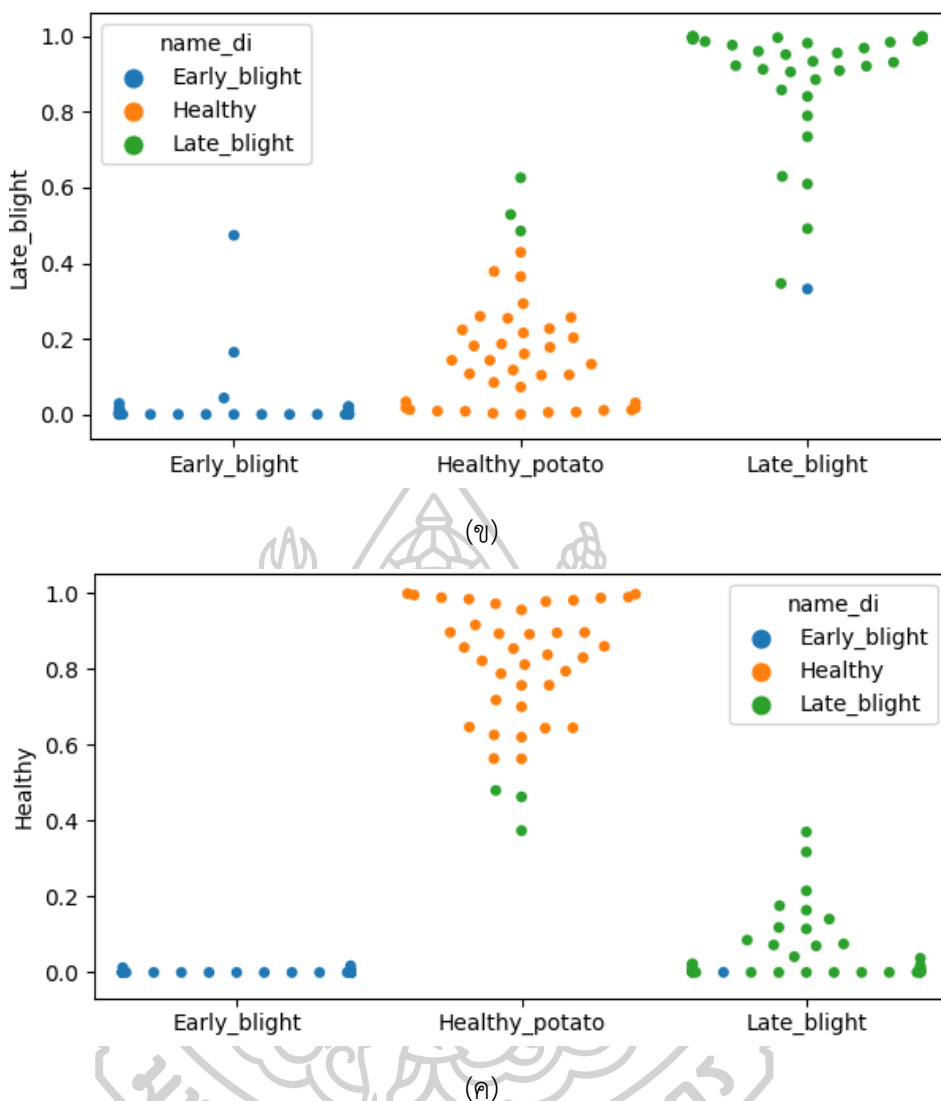 1.0
0.8
0.6
0.4
0.2
0.0
Late_blight
name_di
Early_blight
Healthy
Late_blight
Early_blight Healthy_potato Late_blight
(ข)
1.0
0.8
0.6
0.4
0.2
0.0
Healthy
name_di
Early_blight
Healthy
Late_blight
Early_blight Healthy_potato Late_blight
(ค)